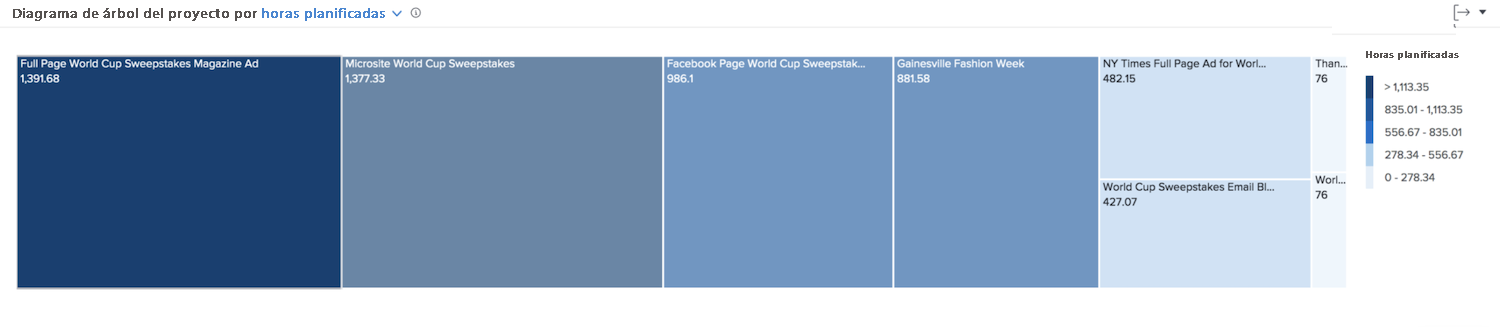 Diagrama de árbol del proyecto por horas planificadas
Full Page World Cup Sweepstakes Magazine Ad
1,391.68
Microsite World Cup Sweepstakes
1,377.33
Facebook Page World Cup Sweepstak...
986.1
Gainesville Fashion Week
881.58
NY Times Full Page Ad for Worl...
482.15
World Cup Sweepstakes Email Bl...
427.07
Than...
76
Worl...
76
Horas planificadas
> 1,113.35
835.01 - 1,113.35
556.67 - 835.01
278.34 - 556.67
0 - 278.34